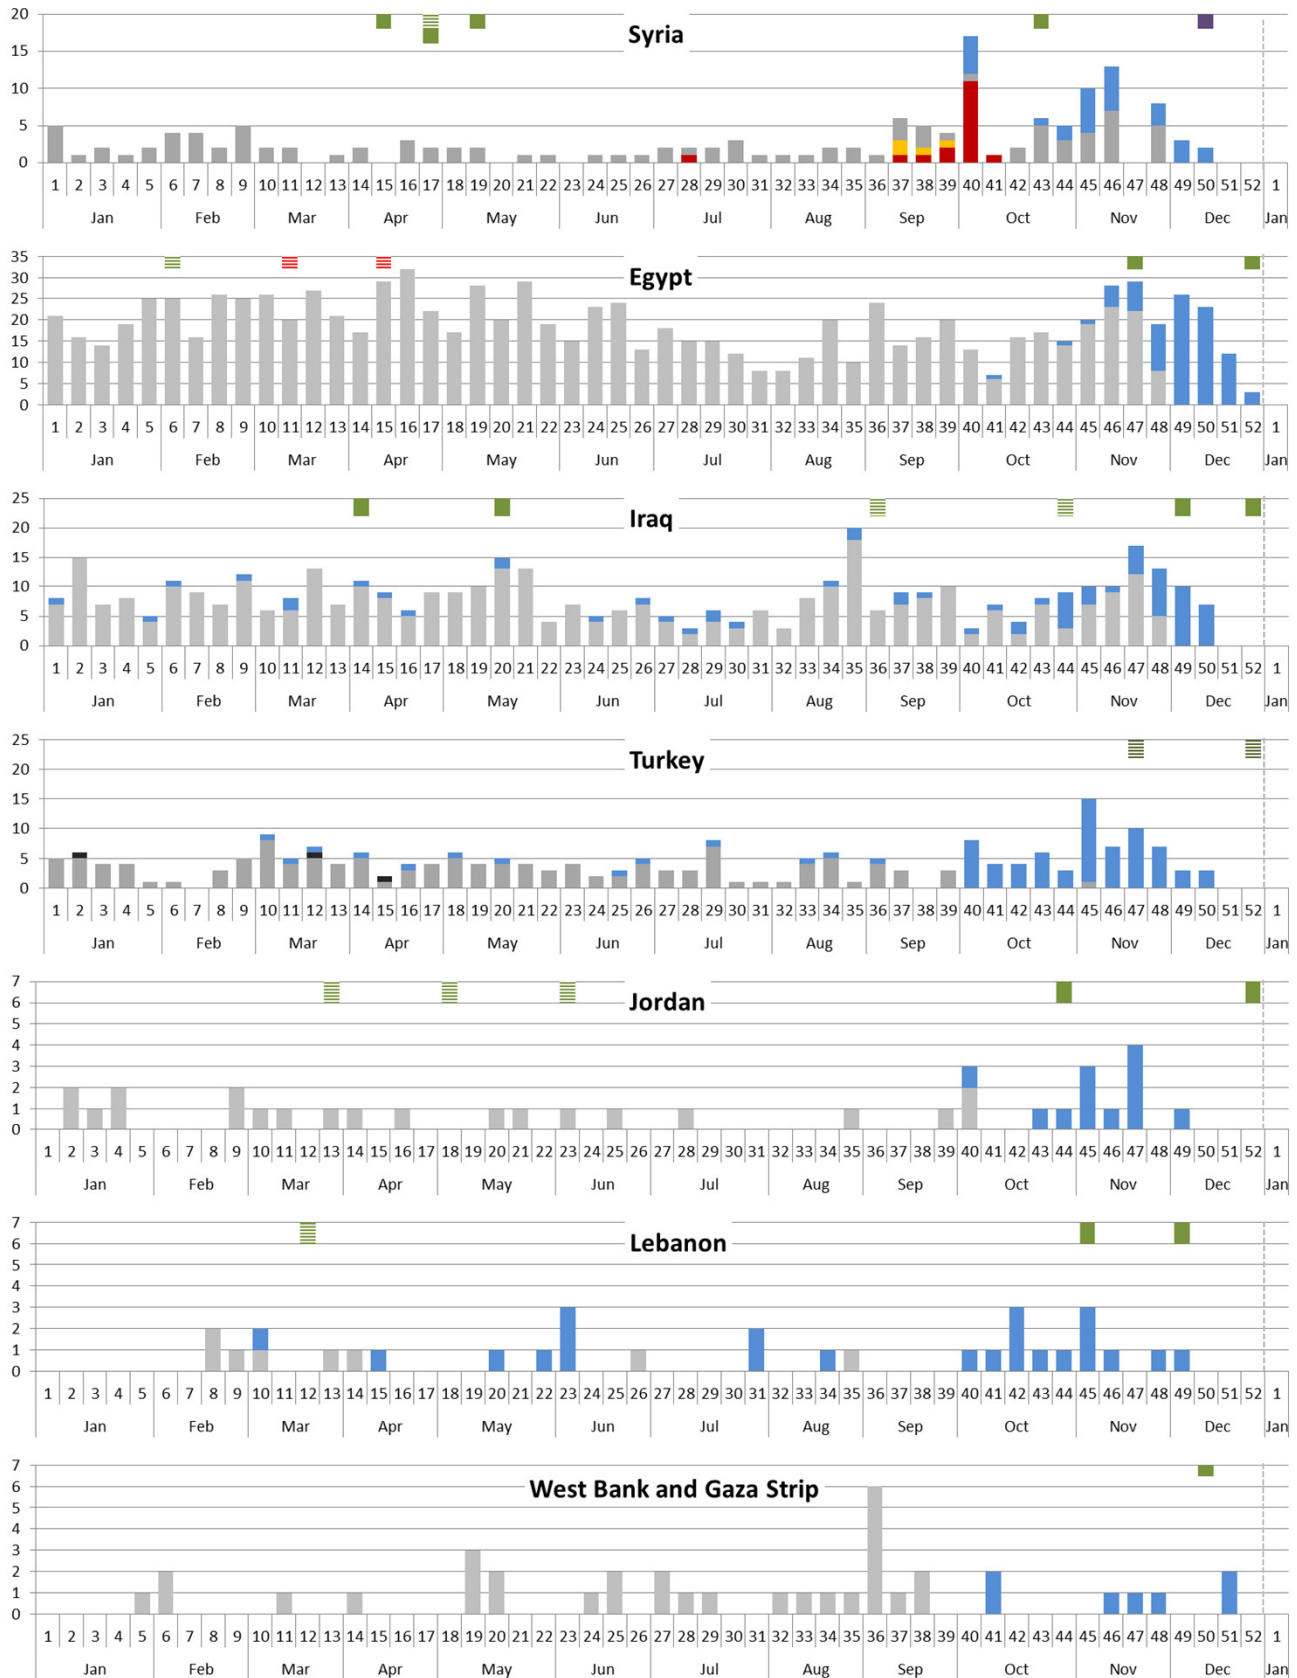 Syria
20
15
10
5
0
1 2 3 4 5 6 7 8 9 10 11 12 13 14 15 16 17 18 19 20 21 22 23 24 25 26 27 28 29 30 31 32 33 34 35 36 37 38 39 40 41 42 43 44 45 46 47 48 49 50 51 52 1
Jan Feb Mar Apr May Jun Jul Aug Sep Oct Nov Dec Jan
Egypt
35
30
25
20
15
10
5
0
1 2 3 4 5 6 7 8 9 10 11 12 13 14 15 16 17 18 19 20 21 22 23 24 25 26 27 28 29 30 31 32 33 34 35 36 37 38 39 40 41 42 43 44 45 46 47 48 49 50 51 52 1
Jan Feb Mar Apr May Jun Jul Aug Sep Oct Nov Dec Jan
Iraq
25
20
15
10
5
0
1 2 3 4 5 6 7 8 9 10 11 12 13 14 15 16 17 18 19 20 21 22 23 24 25 26 27 28 29 30 31 32 33 34 35 36 37 38 39 40 41 42 43 44 45 46 47 48 49 50 51 52 1
Jan Feb Mar Apr May Jun Jul Aug Sep Oct Nov Dec Jan
Turkey
25
20
15
10
5
0
1 2 3 4 5 6 7 8 9 10 11 12 13 14 15 16 17 18 19 20 21 22 23 24 25 26 27 28 29 30 31 32 33 34 35 36 37 38 39 40 41 42 43 44 45 46 47 48 49 50 51 52 1
Jan Feb Mar Apr May Jun Jul Aug Sep Oct Nov Dec Jan
Jordan
7
6
5
4
3
2
1
0
1 2 3 4 5 6 7 8 9 10 11 12 13 14 15 16 17 18 19 20 21 22 23 24 25 26 27 28 29 30 31 32 33 34 35 36 37 38 39 40 41 42 43 44 45 46 47 48 49 50 51 52 1
Jan Feb Mar Apr May Jun Jul Aug Sep Oct Nov Dec Jan
Lebanon
7
6
5
4
3
2
1
0
1 2 3 4 5 6 7 8 9 10 11 12 13 14 15 16 17 18 19 20 21 22 23 24 25 26 27 28 29 30 31 32 33 34 35 36 37 38 39 40 41 42 43 44 45 46 47 48 49 50 51 52 1
Jan Feb Mar Apr May Jun Jul Aug Sep Oct Nov Dec Jan
West Bank and Gaza Strip
7
6
5
4
3
2
1
0
1 2 3 4 5 6 7 8 9 10 11 12 13 14 15 16 17 18 19 20 21 22 23 24 25 26 27 28 29 30 31 32 33 34 35 36 37 38 39 40 41 42 43 44 45 46 47 48 49 50 51 52 1
Jan Feb Mar Apr May Jun Jul Aug Sep Oct Nov Dec Jan